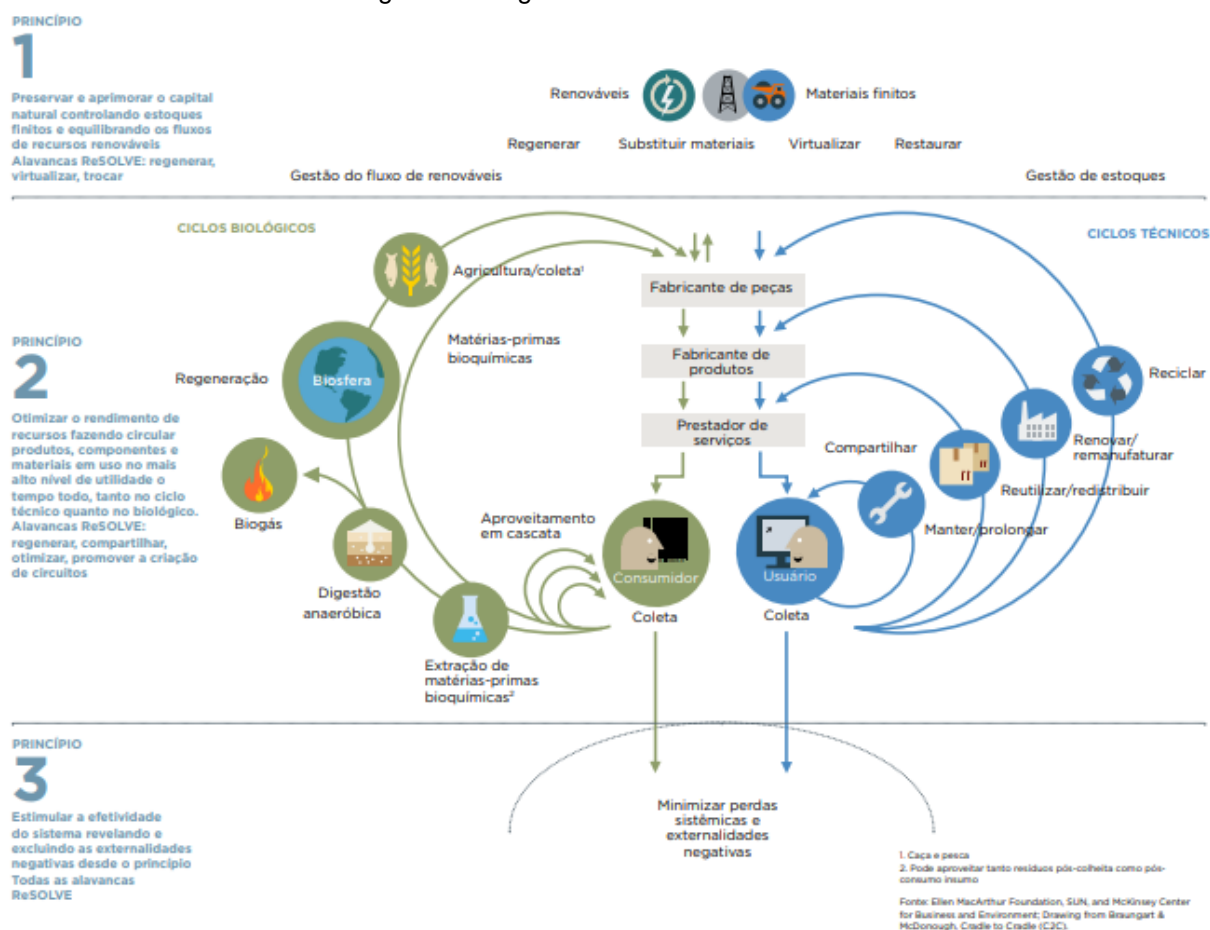 PRINCÍPIO
1
Preservar e aprimorar o capital
natural controlando estoques
finitos e equilibrando os fluxos
de recursos renováveis
Alavancas ReSOLVE: regenerar,
virtualizar, trocar
Renováveis
Materiais finitos
Regenerar
Substituir materiais
Virtualizar
Restaurar
Gestão do fluxo de renováveis
Gestão de estoques
CICLOS BIOLÓGICOS
CICLOS TÉCNICOS
Agricultura/coleta¹
Fabricante de peças
PRINCÍPIO
2
Otimizar o rendimento de
recursos fazendo circular
produtos, componentes e
materiais em uso no mais
alto nível de utilidade o
tempo todo, tanto no ciclo
técnico quanto no biológico.
Alavancas ReSOLVE:
regenerar, compartilhar,
otimizar, promover a criação
de circuitos
Matérias-primas
bioquímicas
Fabricante de
produtos
Regeneração
Biosfera
Reciclar
Prestador de
serviços
Compartilhar
Renovar/
remanufaturar
Reutilizar/redistribuir
Biogás
Aproveitamento
em cascata
Manter/prolongar
Consumidor
Usuário
Digestão
anaeróbica
Coleta
Coleta
Extração de
matérias-primas
bioquímicas²
PRINCÍPIO
3
Estimular a efetividade
do sistema revelando e
excluindo as externalidades
negativas desde o princípio
Todas as alavancas
ReSOLVE
Minimizar perdas
sistêmicas e
externalidades
negativas
1. Caça e pesca
2. Pode aproveitar tanto resíduos pós-colheita como pós-
consumo insumo
Fonte: Ellen MacArthur Foundation, SUN, and McKinsey Center
for Business and Environment; Drawing from Braungart &
McDonough, Cradle to Cradle (C2C).